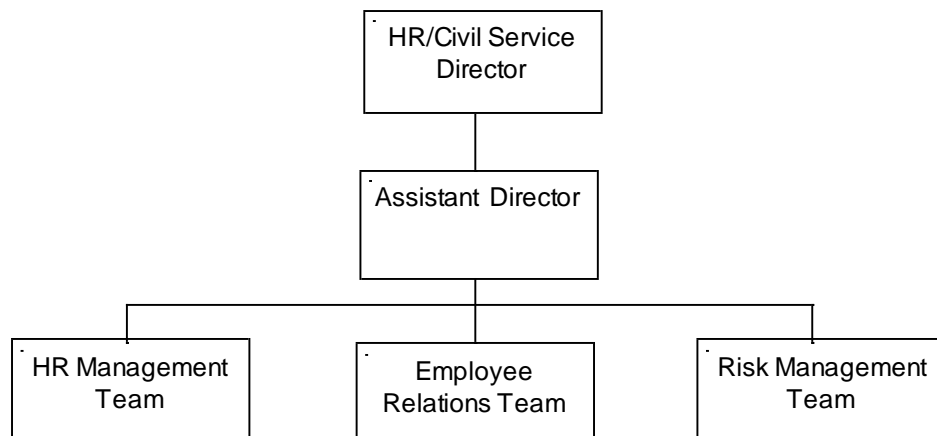 HR/Civil Service
Director
Assistant Director
HR Management
Team
Employee
Relations Team
Risk Management
Team